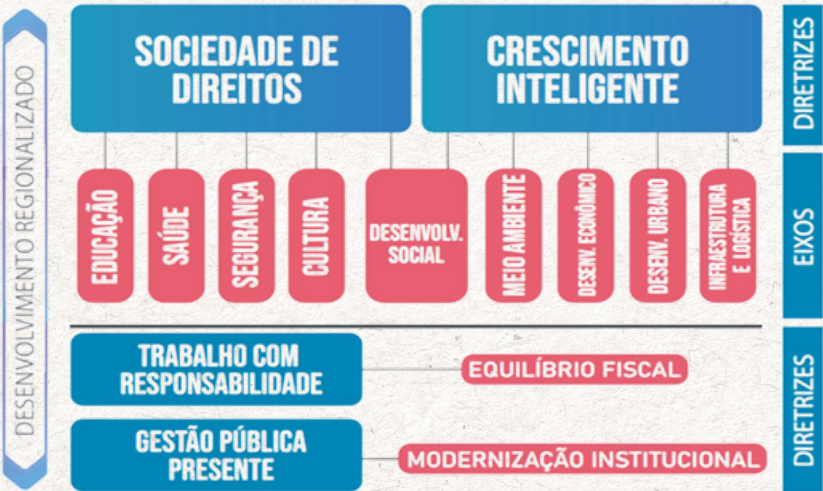 DESENVOLVIMENTO REGIONALIZADO
SOCIEDADE DE
DIREITOS
CRESCIMENTO
INTELIGENTE
DIRETRIZES
EDUCAÇÃO
SAÚDE
SEGURANÇA
CULTURA
DESENVOLV.
SOCIAL
MEIO AMBIENTE
DESENV. ECONÔMICO
DESENV. URBANO
INFRAESTRUTURA
E LOGÍSTICA
EIXOS
TRABALHO COM
RESPONSABILIDADE
EQUILÍBRIO FISCAL
GESTÃO PÚBLICA
PRESENTE
MODERNIZAÇÃO INSTITUCIONAL
DIRETRIZES